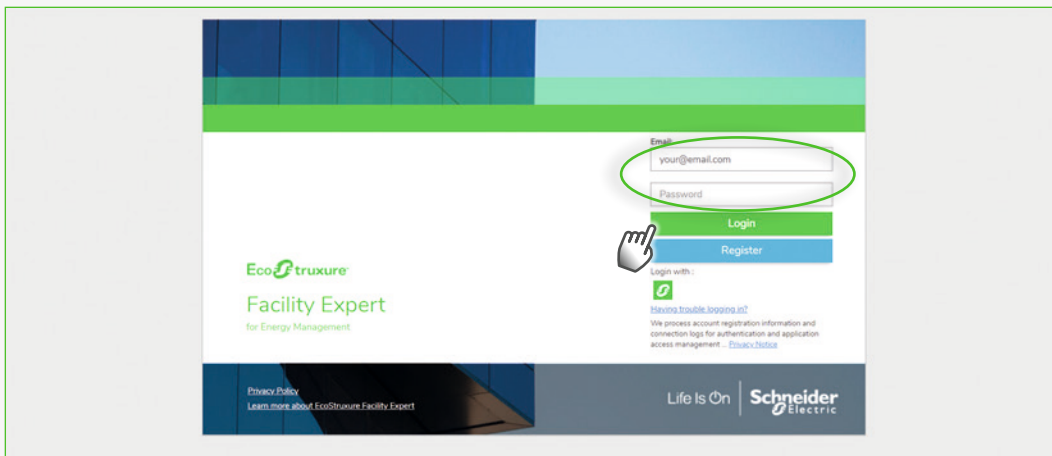 Email:
your@email.com
Password
Login
Register
Login with :
Having trouble logging in?
We process account registration information and
connection logs for authentication and application
access management ... Privacy Notice
EcoStruxure
Facility Expert
for Energy Management
Privacy Policy
Learn more about EcoStruxure Facility Expert
Life Is On
Schneider
Electric